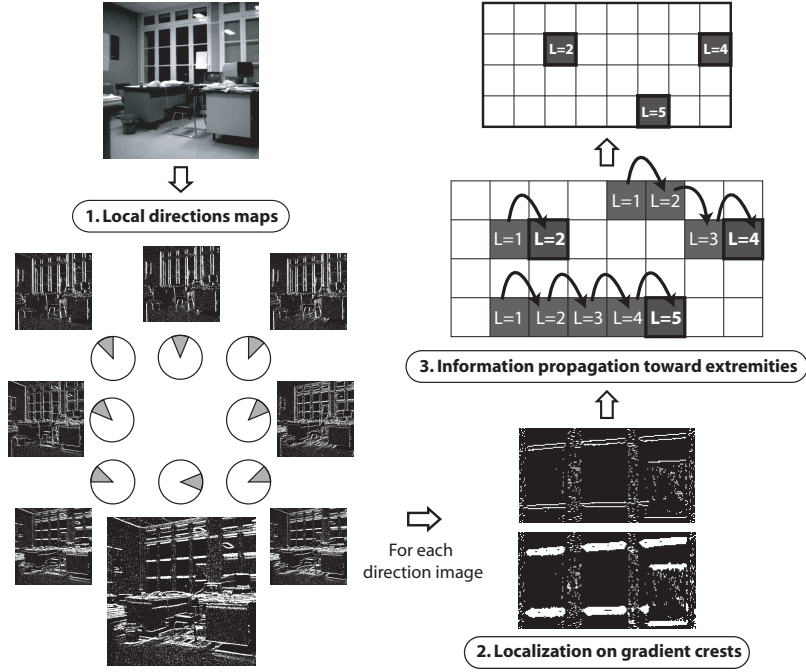 1. Local directions maps
For each
direction image
2. Localization on gradient crests
3. Information propagation toward extremities
L=1 L=2
L=1 L=2 L=3 L=4
L=1 L=2 L=3 L=4 L=5
L=2 L=4
L=5